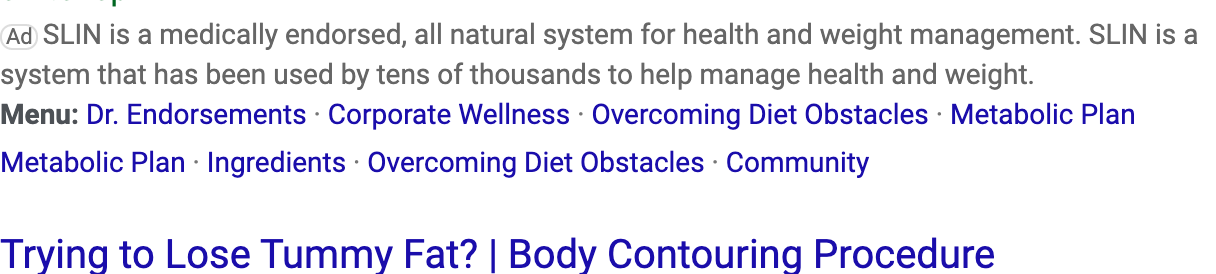 Ad SLIN is a medically endorsed, all natural system for health and weight management. SLIN is a
system that has been used by tens of thousands to help manage health and weight.
Menu: Dr. Endorsements · Corporate Wellness · Overcoming Diet Obstacles · Metabolic Plan
Metabolic Plan · Ingredients · Overcoming Diet Obstacles · Community
Trying to Lose Tummy Fat? | Body Contouring Procedure